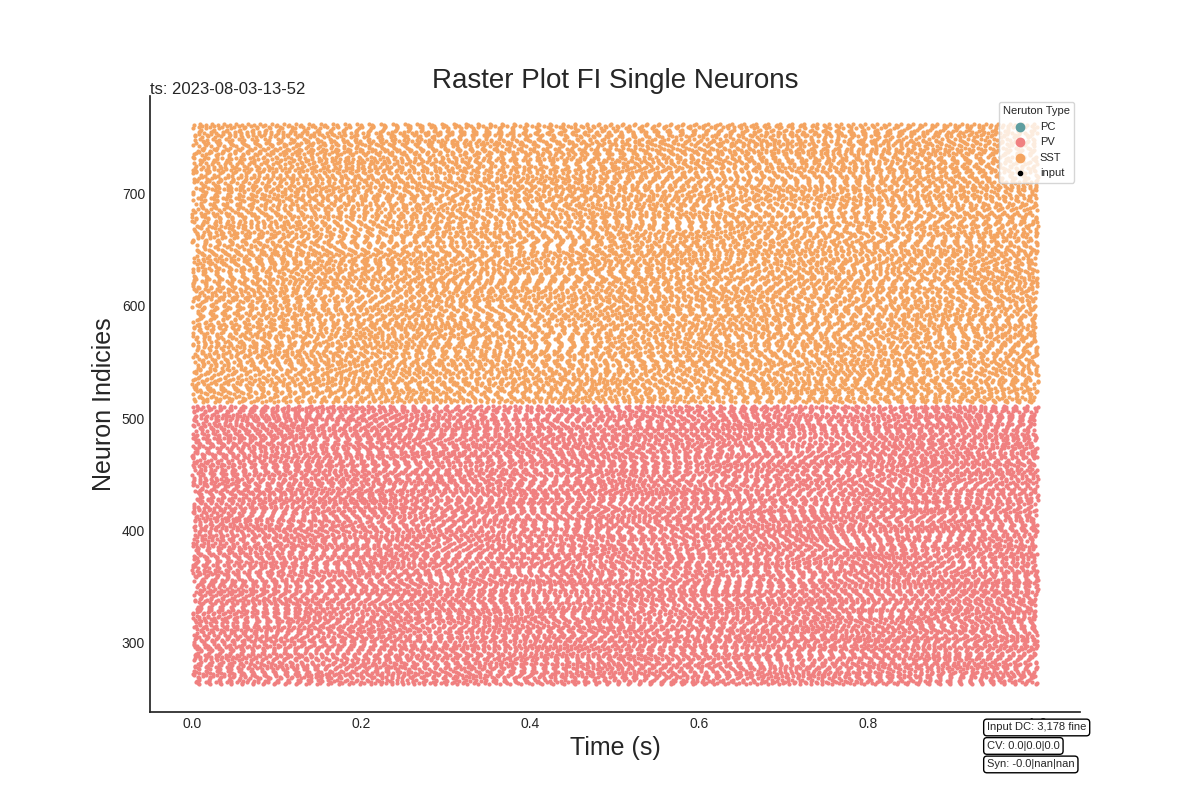 Raster Plot FI Single Neurons
ts: 2023-08-03-13-52
Neruton Type
PC
PV
SST
input
700
600
500
400
300
Neuron Indicies
0.0 0.2 0.4 0.6 0.8
Time (s)
Input DC: 3,178 fine
CV: 0.0|0.0|0.0
Syn: -0.0|nan|nan